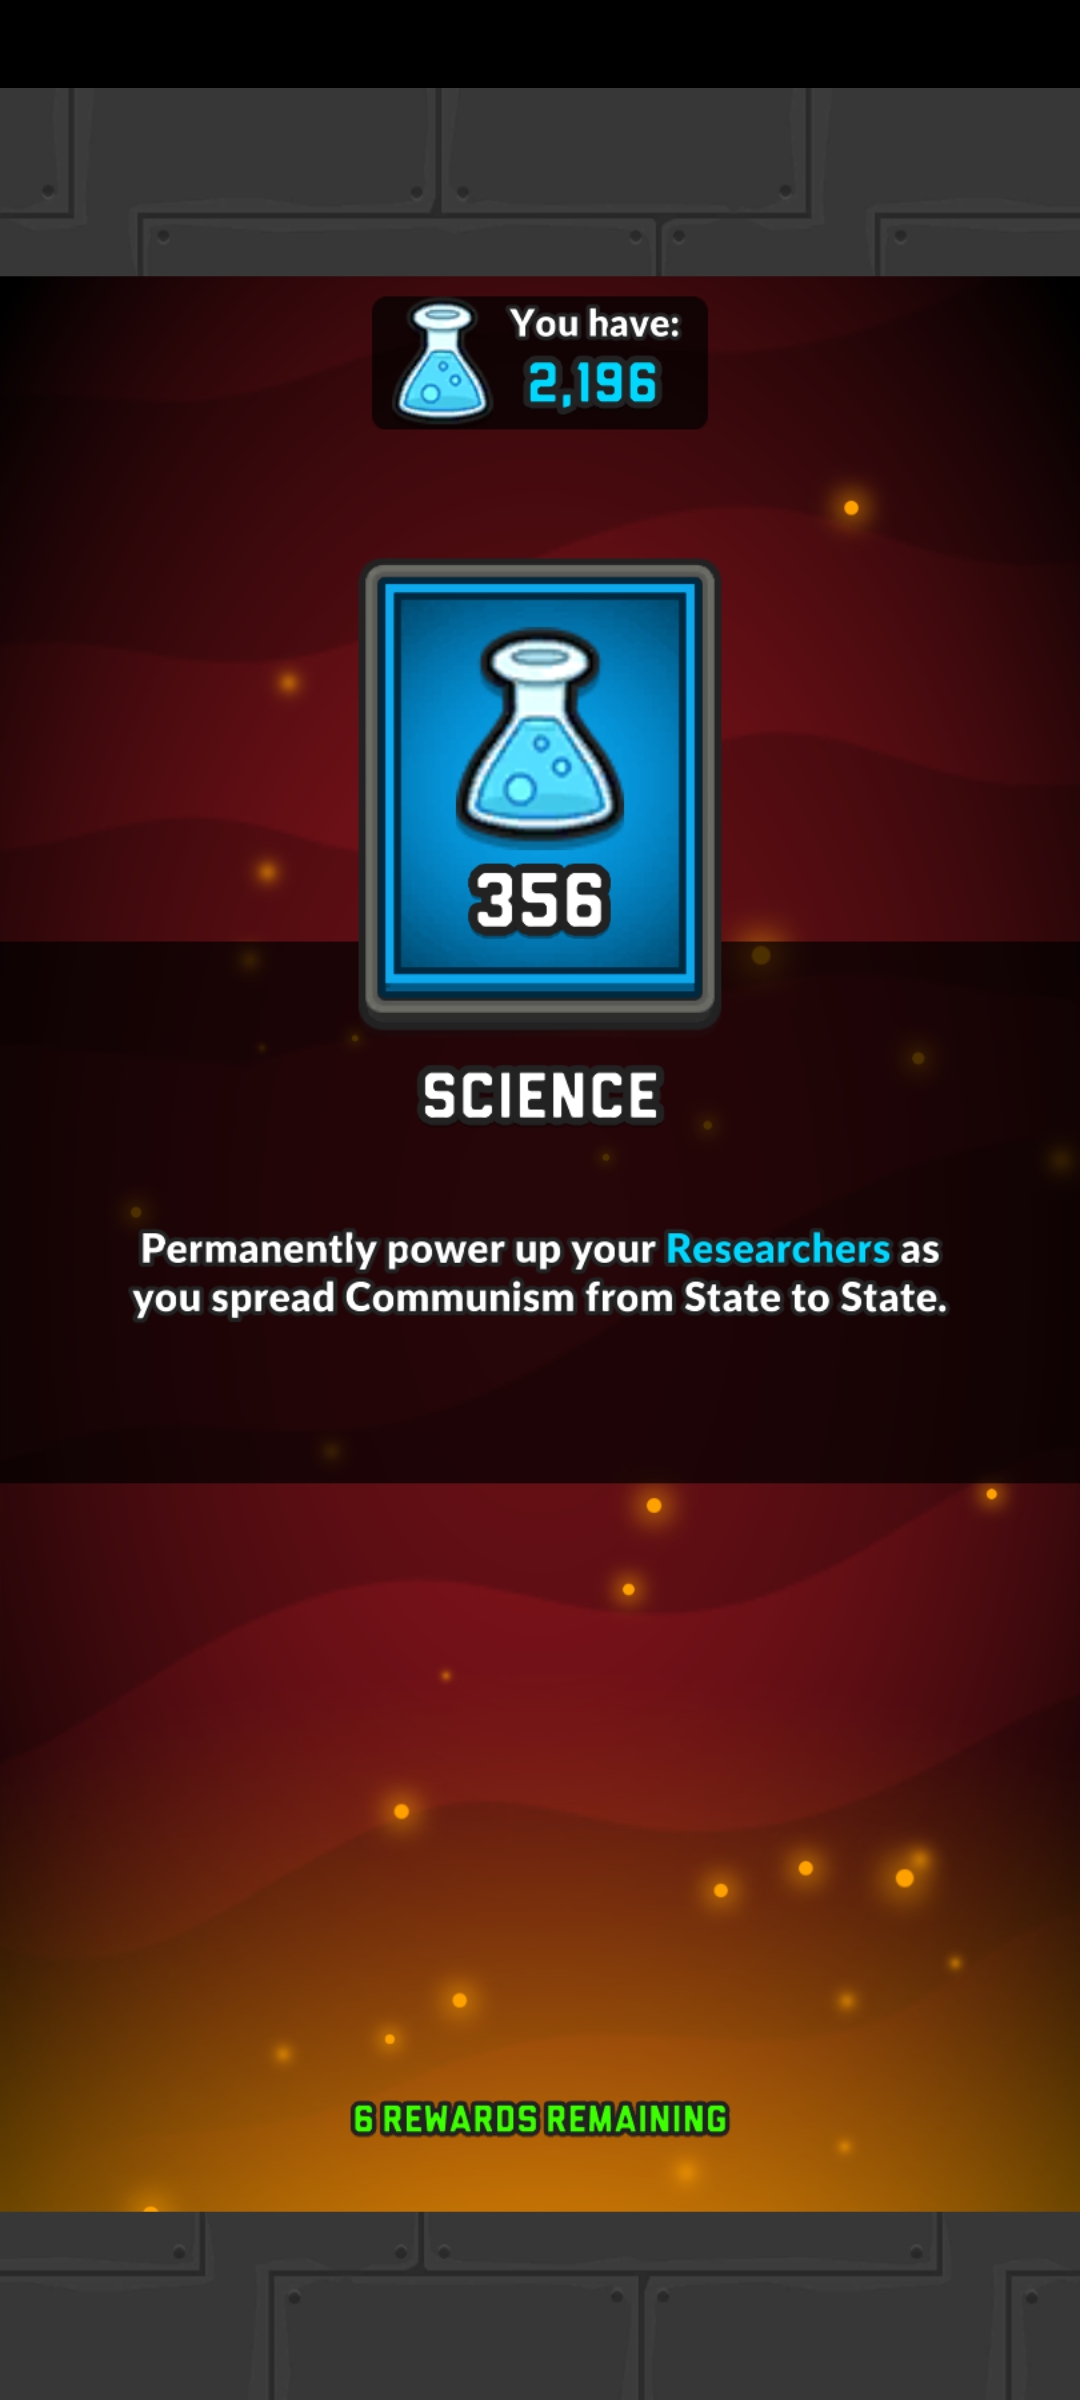 You have:
2,196
356
SCIENCE
Permanently power up your Researchers as
you spread Communism from State to State.
6 REWARDS REMAINING